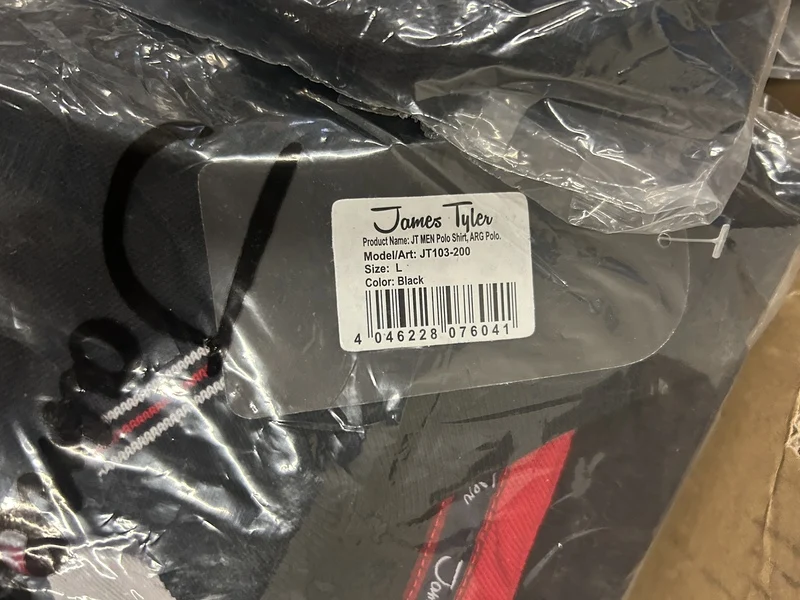 James Tyler
Product Name: JT MEN Polo Shirt, ARG Polo.
Model/Art: JT103-200
Size: L
Color: Black
4 046228 076041